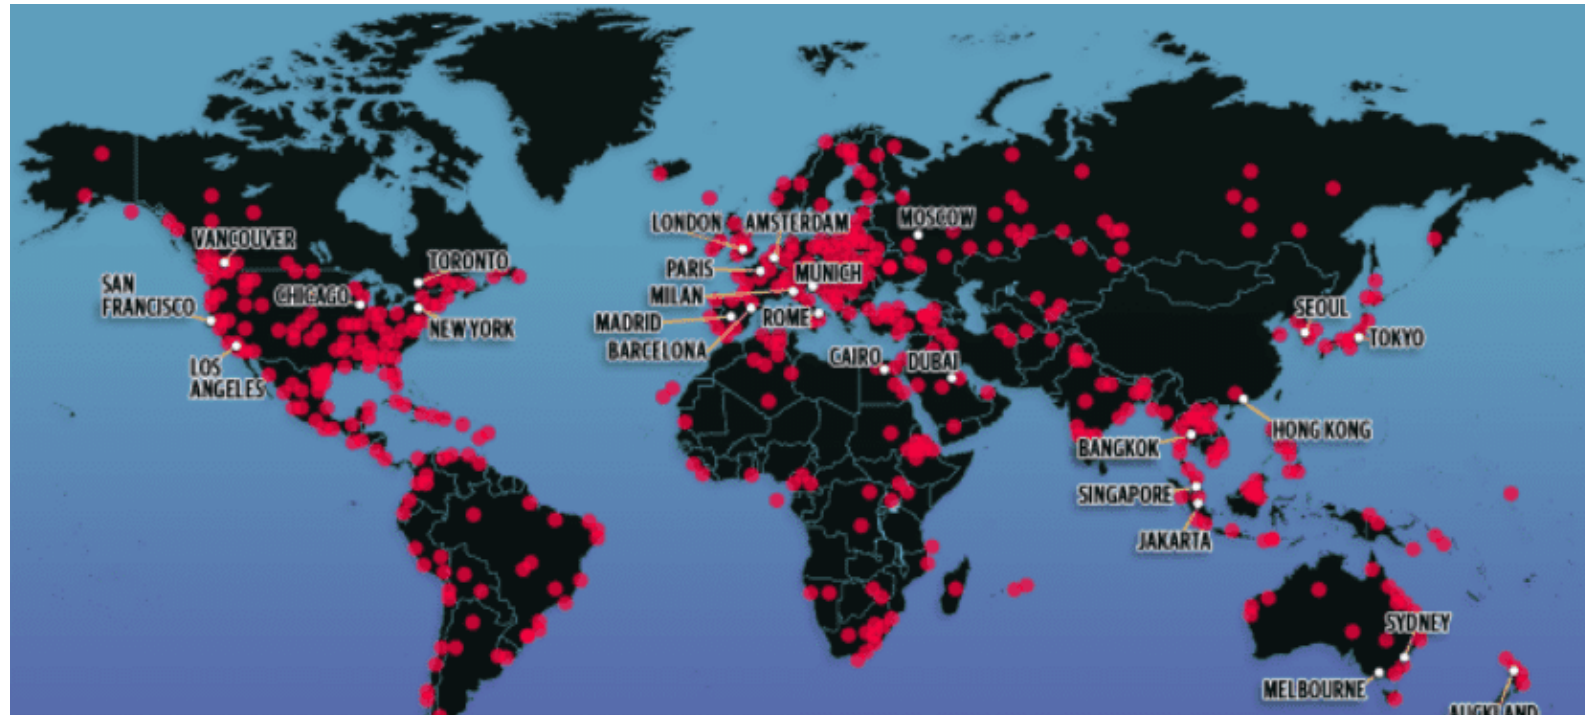 LONDON
AMSTERDAM
MOSCOW
VANCOUVER
TORONTO
PARIS
MUNICH
SAN
FRANCISCO
CHICAGO
MILAN
NEW YORK
MADRID
ROME
SEOUL
TOKYO
BARCELONA
CAIRO
DUBAI
LOS
ANGELES
HONG KONG
BANGKOK
SINGAPORE
JAKARTA
SYDNEY
MELBOURNE
AUCKLAND